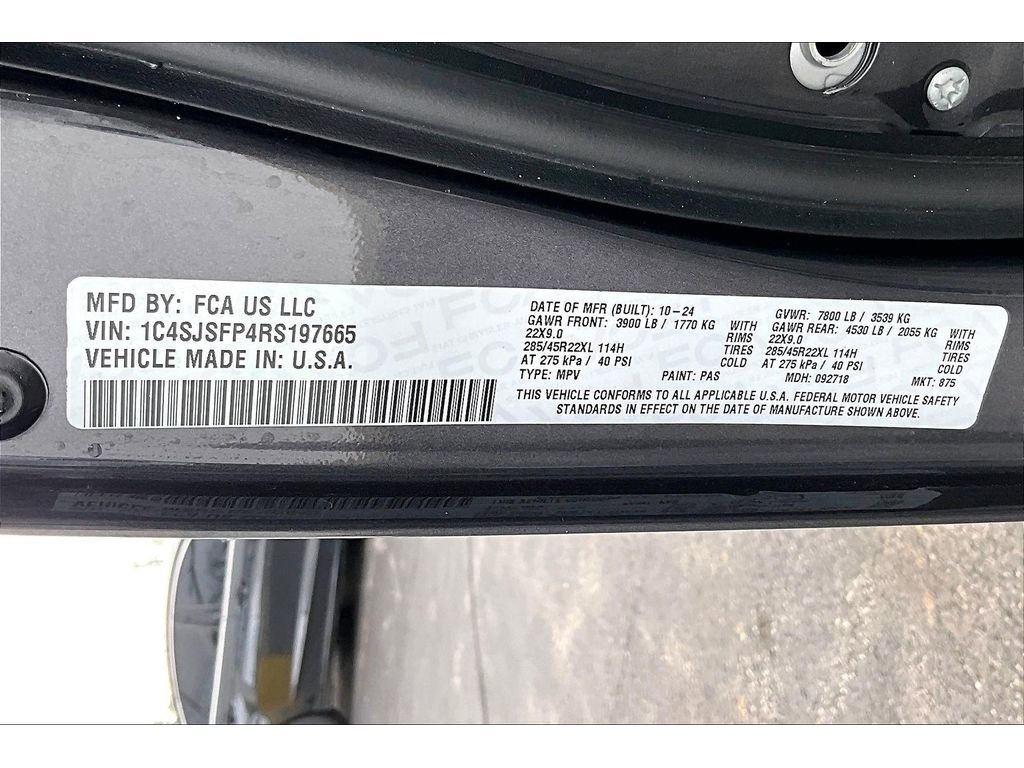 MFD BY: FCA US LLC
VIN: 1C4SJSFP4RS197665
VEHICLE MADE IN: U.S.A.
DATE OF MFR (BUILT): 10-24
GAWR FRONT: 3900 LB / 1770 KG WITH
22X9.0 RIMS
285/45R22XL 114H TIRES
AT 275 kPa / 40 PSI COLD
TYPE: MPV PAINT: PAS
GVWR: 7800 LB / 3539 KG
GAWR REAR: 4530 LB / 2055 KG WITH
22X9.0 RIMS
285/45R22XL 114H TIRES
AT 275 kPa / 40 PSI COLD
MDH: 092718 MKT: 875
THIS VEHICLE CONFORMS TO ALL APPLICABLE U.S.A. FEDERAL MOTOR VEHICLE SAFETY
STANDARDS IN EFFECT ON THE DATE OF MANUFACTURE SHOWN ABOVE.